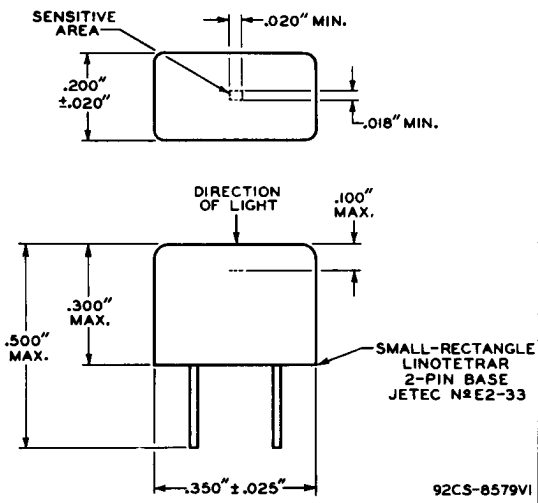 SENSITIVE
AREA
.020" MIN.
.200"
±.020"
.018" MIN.
DIRECTION
OF LIGHT
.100"
MAX.
.300"
MAX.
.500"
MAX.
SMALL-RECTANGLE
LINOTETRAR
2-PIN BASE
JETEC № E2-33
.350" ±.025"
92CS-8579VI